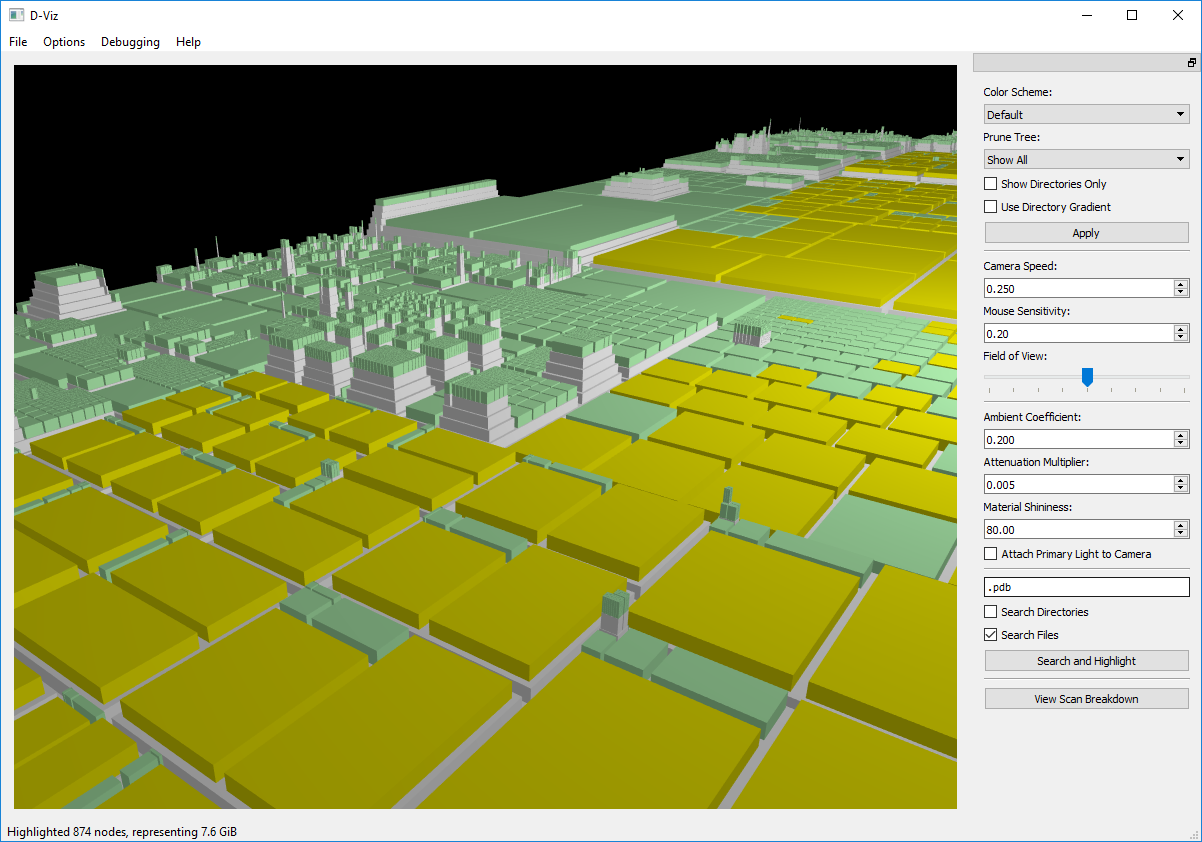 D-Viz
File Options Debugging Help
Color Scheme:
Default
Prune Tree:
Show All
Show Directories Only
Use Directory Gradient
Apply
Camera Speed:
0.250
Mouse Sensitivity:
0.20
Field of View:
Ambient Coefficient:
0.200
Attenuation Multiplier:
0.005
Material Shininess:
80.00
Attach Primary Light to Camera
.pdb
Search Directories
Search Files
Search and Highlight
View Scan Breakdown
Highlighted 874 nodes, representing 7.6 GiB